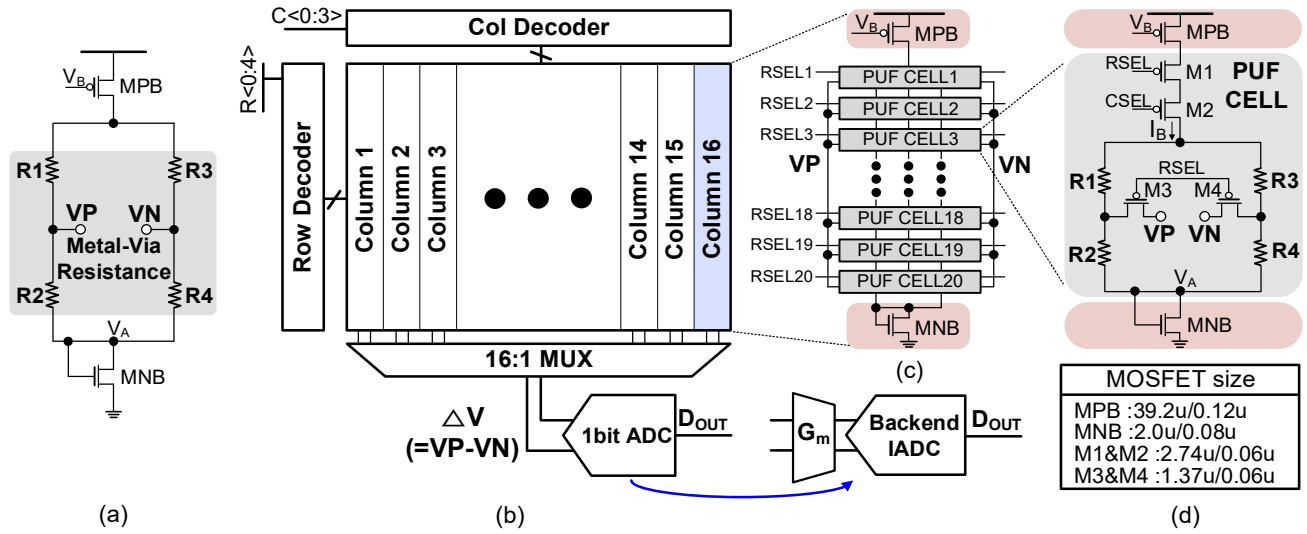 V_B
MPB
R1
R3
VP
VN
Metal-Via
Resistance
R2
R4
V_A
MNB
(a)
C<0:3>
Col Decoder
R<0:4>
Row Decoder
Column 1
Column 2
Column 3
Column 14
Column 15
Column 16
16:1 MUX
△V
(=VP-VN)
1bit ADC
D_OUT
G_m
Backend
IADC
D_OUT
(b)
V_B
MPB
RSEL1
PUF CELL1
RSEL2
PUF CELL2
RSEL3
PUF CELL3
VP
VN
RSEL18
PUF CELL18
RSEL19
PUF CELL19
RSEL20
PUF CELL20
MNB
(c)
V_B
MPB
RSEL
M1
PUF
CELL
CSEL
M2
I_B
R1
RSEL
R3
M3
M4
VP
VN
R2
R4
V_A
MNB
MOSFET size
MPB :39.2u/0.12u
MNB :2.0u/0.08u
M1&M2 :2.74u/0.06u
M3&M4 :1.37u/0.06u
(d)